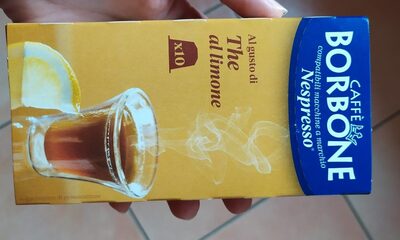 CAFFÈ
BORBONE
compatibili macchine a marchio
Nespresso®
Al gusto di
The
al limone
X10